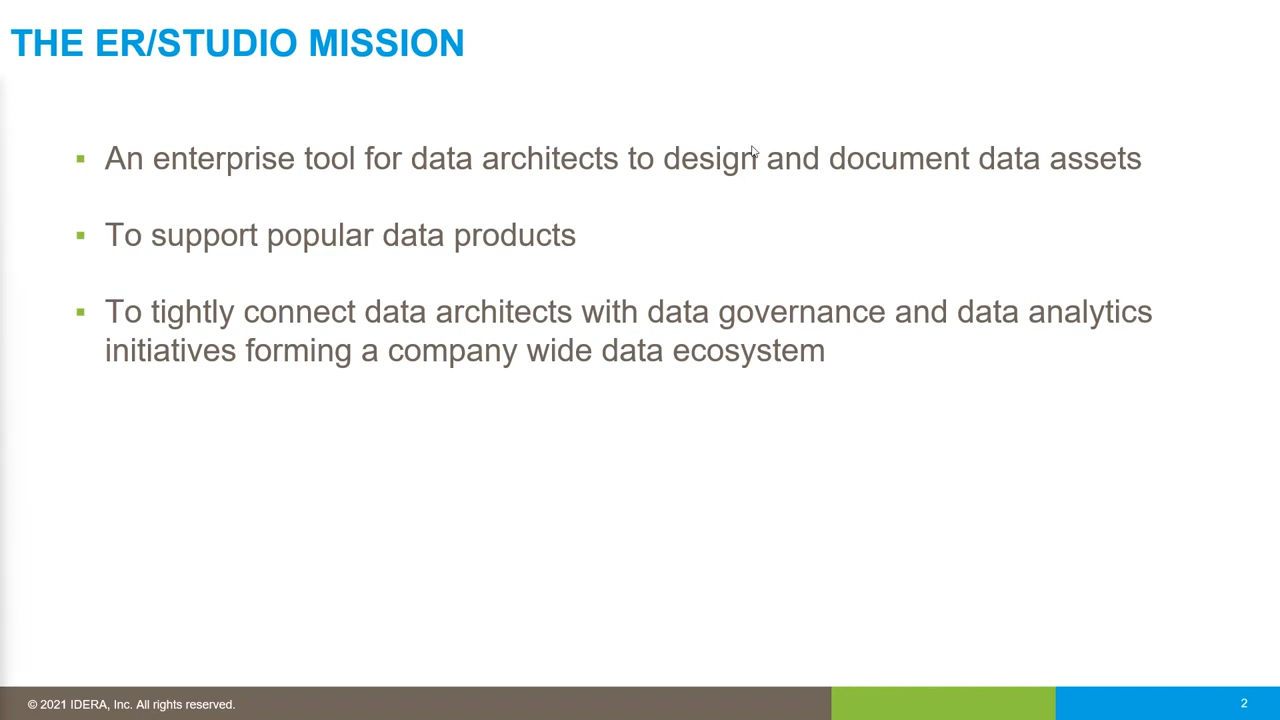 THE ER/STUDIO MISSION
▪ An enterprise tool for data architects to design and document data assets
▪ To support popular data products
▪ To tightly connect data architects with data governance and data analytics
initiatives forming a company wide data ecosystem
© 2021 IDERA, Inc. All rights reserved.
2